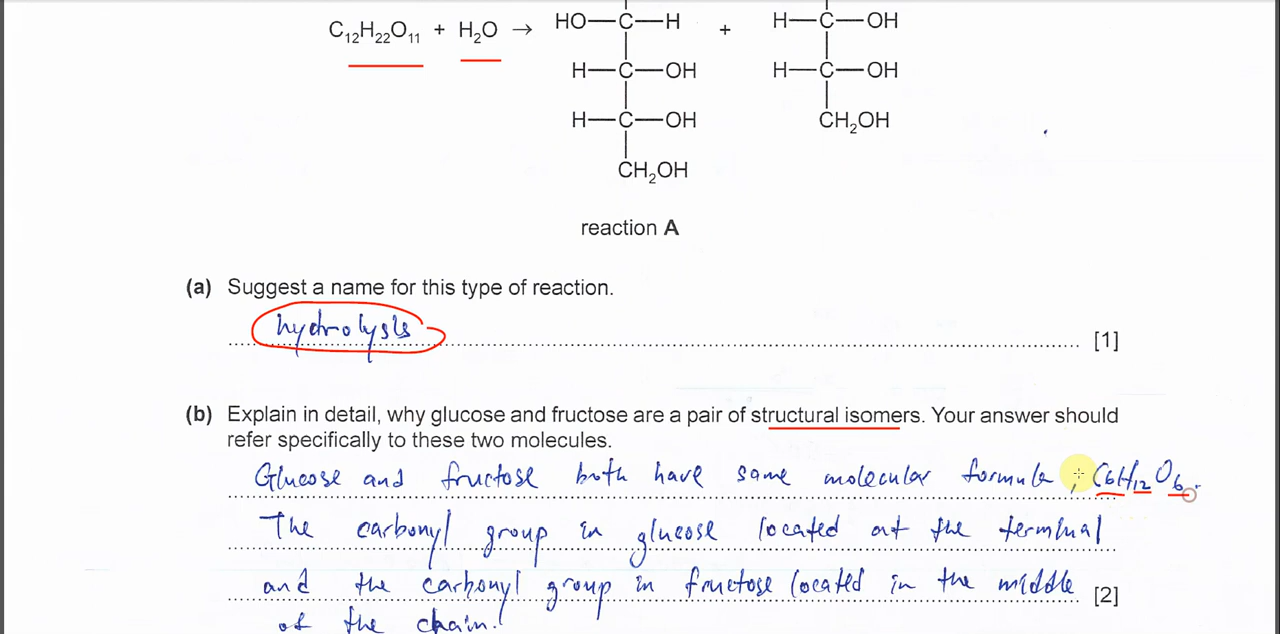 HO—C—H H—C—OH
C₁₂H₂₂O₁₁ + H₂O → +
H—C—OH H—C—OH
H—C—OH CH₂OH
CH₂OH
reaction A
(a) Suggest a name for this type of reaction.
hydrolysis
[1]
(b) Explain in detail, why glucose and fructose are a pair of structural isomers. Your answer should
refer specifically to these two molecules.
Glucose and fructose both have same molecular formula, C6H12O6.
The carbonyl group in glucose located at the terminal
and the carbonyl group in fructose located in the middle [2]
of the chain.